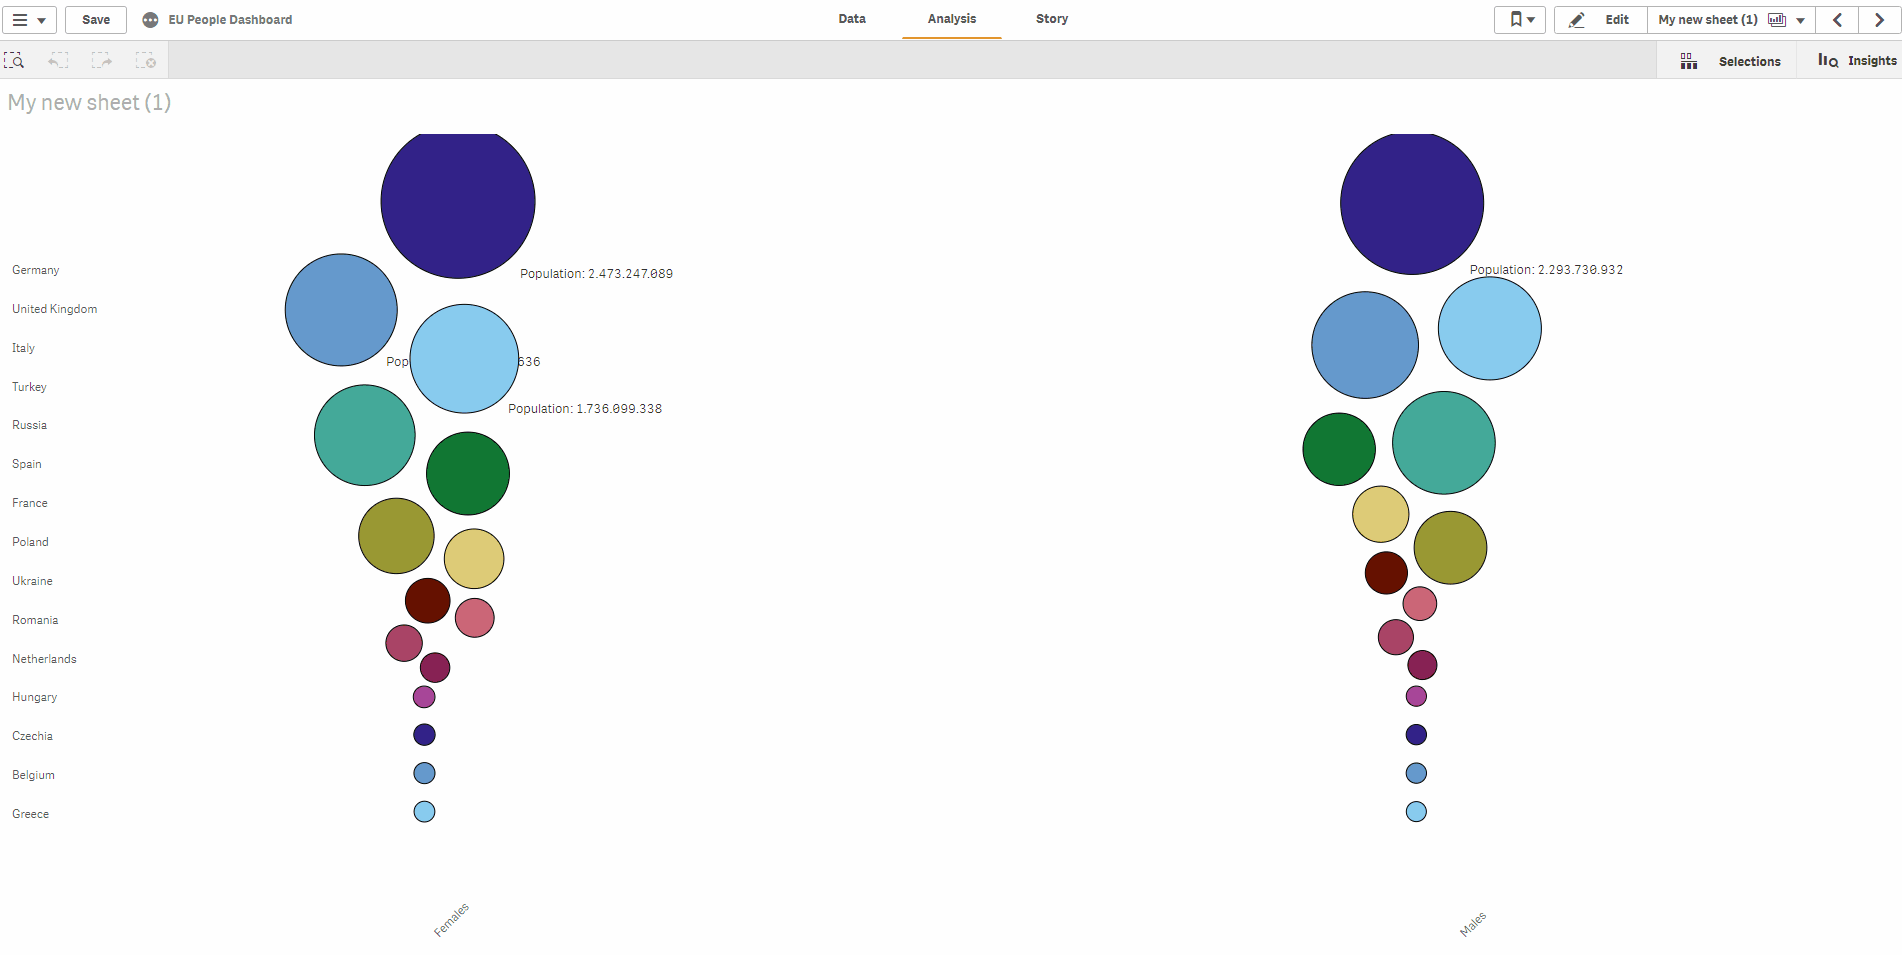 Save
EU People Dashboard
Data
Analysis
Story
Edit
My new sheet (1)
Selections
Insights
My new sheet (1)
Germany
Population: 2.473.247.089
Population: 2.293.730.932
United Kingdom
Italy
636
Turkey
Population: 1.736.099.338
Russia
Spain
France
Poland
Ukraine
Romania
Netherlands
Hungary
Czechia
Belgium
Greece
Females
Males